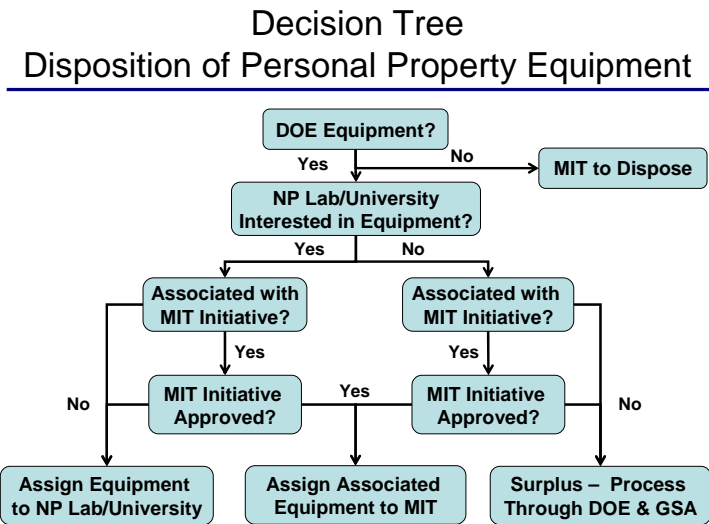 Decision Tree
Disposition of Personal Property Equipment
DOE Equipment?
Yes
No
MIT to Dispose
NP Lab/University
Interested in Equipment?
Yes
No
Associated with
MIT Initiative?
Associated with
MIT Initiative?
Yes
Yes
MIT Initiative
Approved?
MIT Initiative
Approved?
No
Yes
No
Assign Equipment
to NP Lab/University
Assign Associated
Equipment to MIT
Surplus – Process
Through DOE & GSA